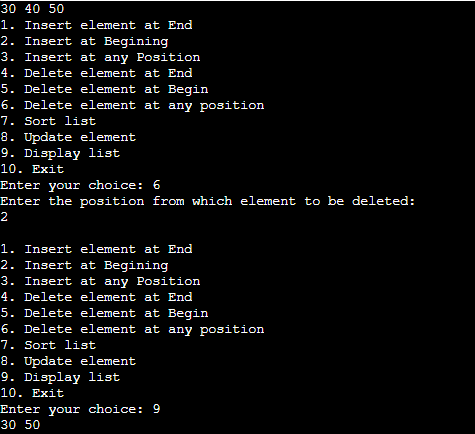 30 40 50
1. Insert element at End
2. Insert at Begining
3. Insert at any Position
4. Delete element at End
5. Delete element at Begin
6. Delete element at any position
7. Sort list
8. Update element
9. Display list
10. Exit
Enter your choice: 6
Enter the position from which element to be deleted:
2
1. Insert element at End
2. Insert at Begining
3. Insert at any Position
4. Delete element at End
5. Delete element at Begin
6. Delete element at any position
7. Sort list
8. Update element
9. Display list
10. Exit
Enter your choice: 9
30 50